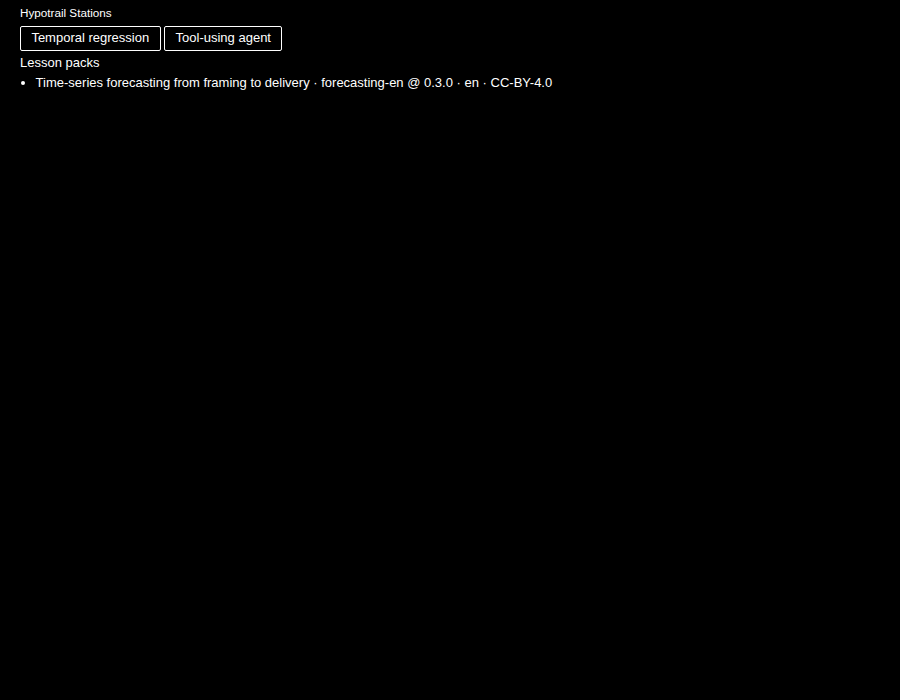 Hypotrail Stations
Temporal regression Tool-using agent
Lesson packs
• Time-series forecasting from framing to delivery · forecasting-en @ 0.3.0 · en · CC-BY-4.0